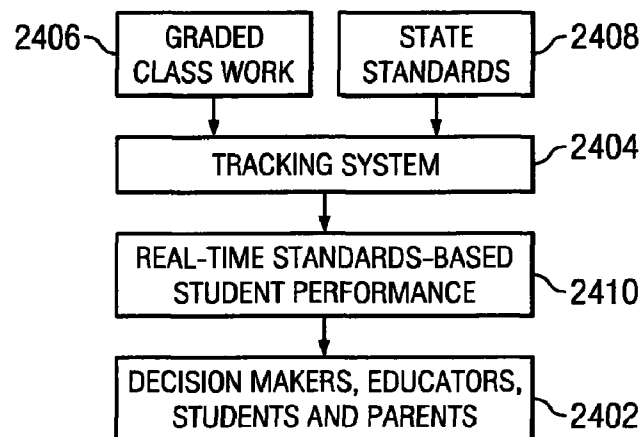 2406
GRADED
CLASS WORK
STATE
STANDARDS
2408
TRACKING SYSTEM
2404
REAL-TIME STANDARDS-BASED
STUDENT PERFORMANCE
2410
DECISION MAKERS, EDUCATORS,
STUDENTS AND PARENTS
2402